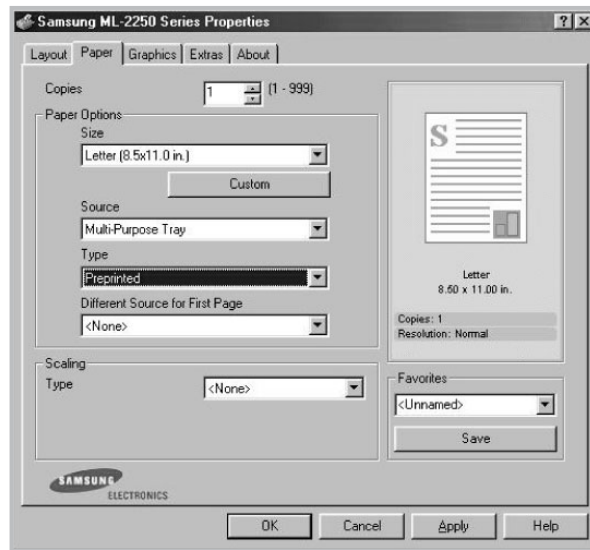 Samsung ML-2250 Series Properties
Layout Paper Graphics Extras About
Copies 1 (1 - 999)
Paper Options
Size
Letter (8.5x11.0 in.)
Custom
Source
Multi-Purpose Tray
Type
Preprinted
Different Source for First Page
<None>
Scaling
Type <None>
S
Letter
8.50 x 11.00 in.
Copies: 1
Resolution: Normal
Favorites
<Unnamed>
Save
SAMSUNG
ELECTRONICS
OK Cancel Apply Help